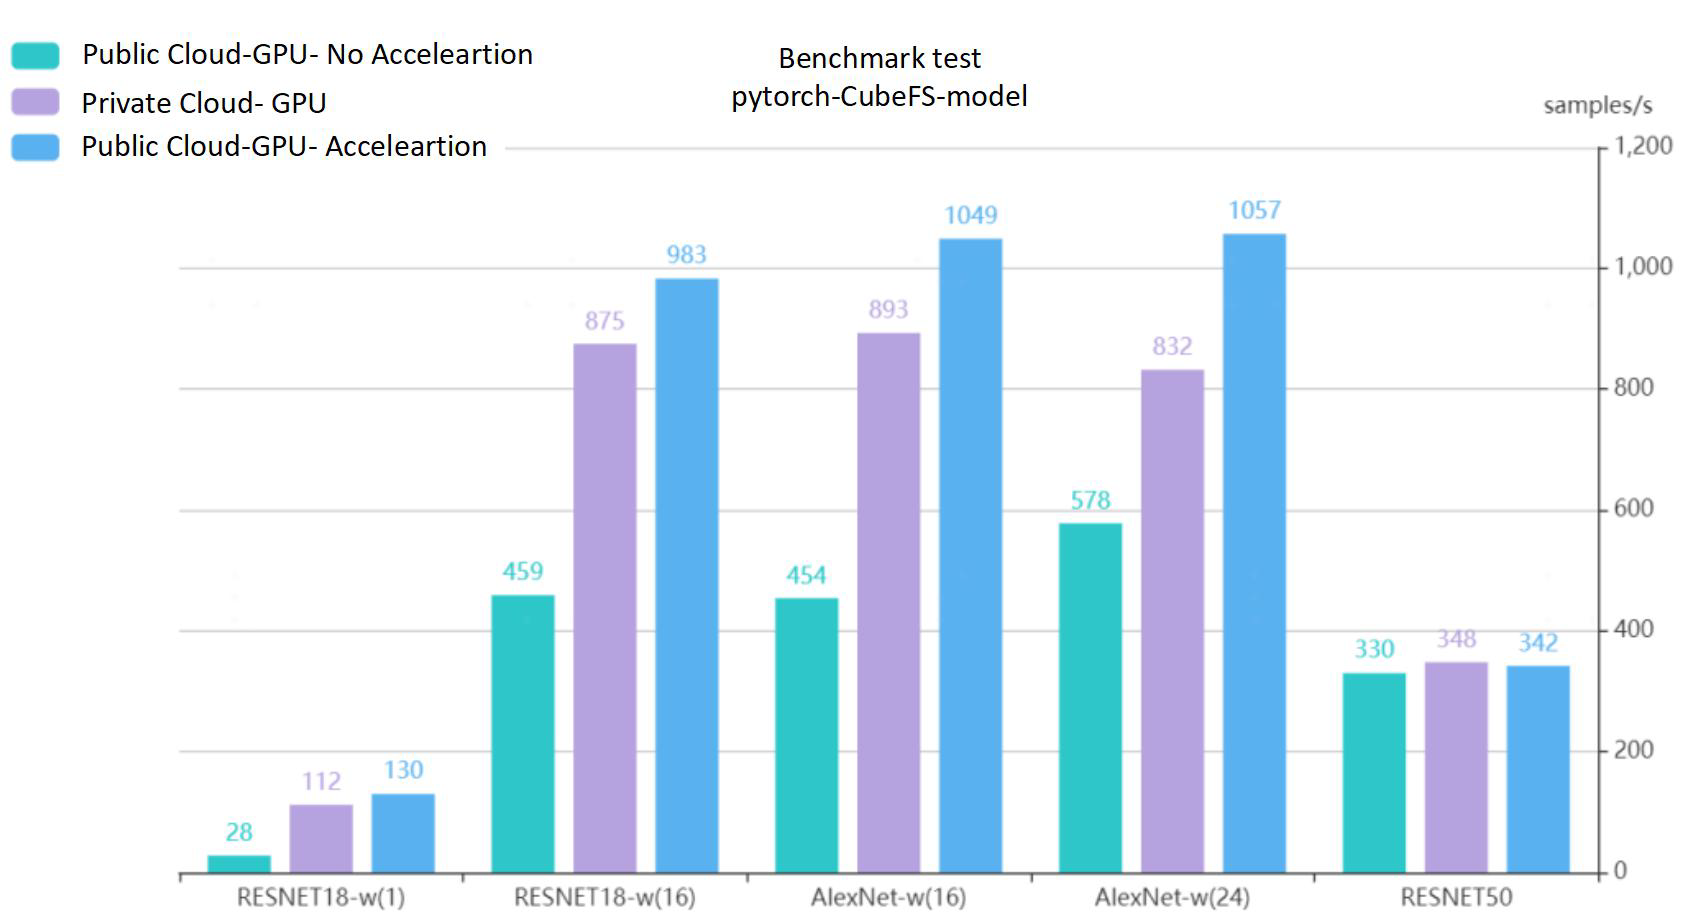 Public Cloud-GPU- No Acceleartion
Private Cloud- GPU
Public Cloud-GPU- Acceleartion
Benchmark test
pytorch-CubeFS-model
samples/s
1,200
1,000
800
600
400
200
0
28
112
130
459
875
983
454
893
1049
578
832
1057
330
348
342
RESNET18-w(1)
RESNET18-w(16)
AlexNet-w(16)
AlexNet-w(24)
RESNET50